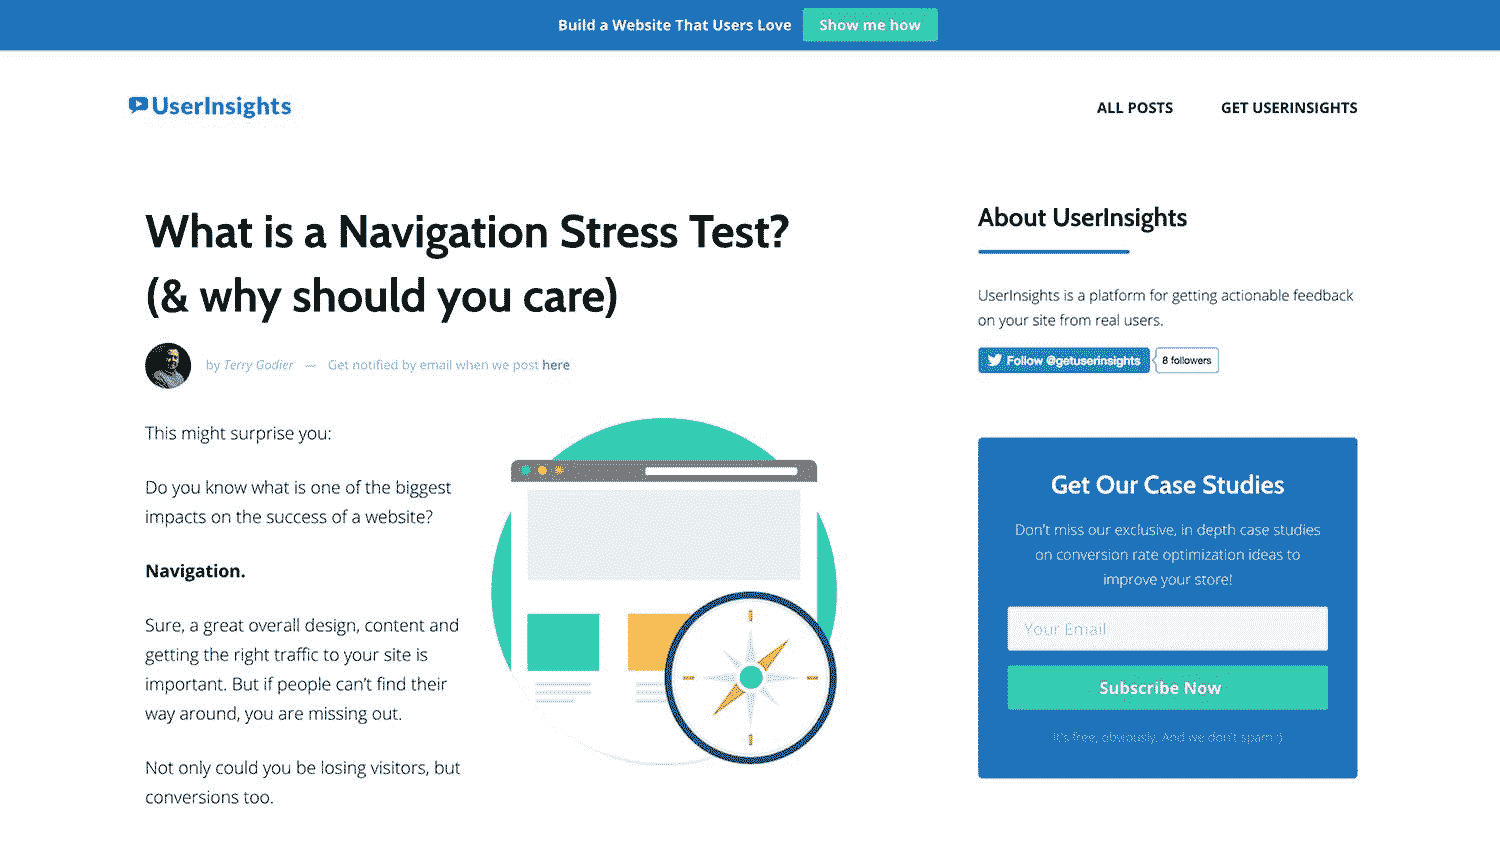 Build a Website That Users Love
Show me how
UserInsights
ALL POSTS
GET USERINSIGHTS
What is a Navigation Stress Test?
(& why should you care)
by Terry Godier — Get notified by email when we post here
This might surprise you:
Do you know what is one of the biggest
impacts on the success of a website?
Navigation.
Sure, a great overall design, content and
getting the right traffic to your site is
important. But if people can't find their
way around, you are missing out.
Not only could you be losing visitors, but
conversions too.
About UserInsights
UserInsights is a platform for getting actionable feedback
on your site from real users.
Follow @getuserinsights
8 followers
Get Our Case Studies
Don't miss our exclusive, in depth case studies
on conversion rate optimization ideas to
improve your store!
Your Email
Subscribe Now
It's free, obviously. And we don't spam :)